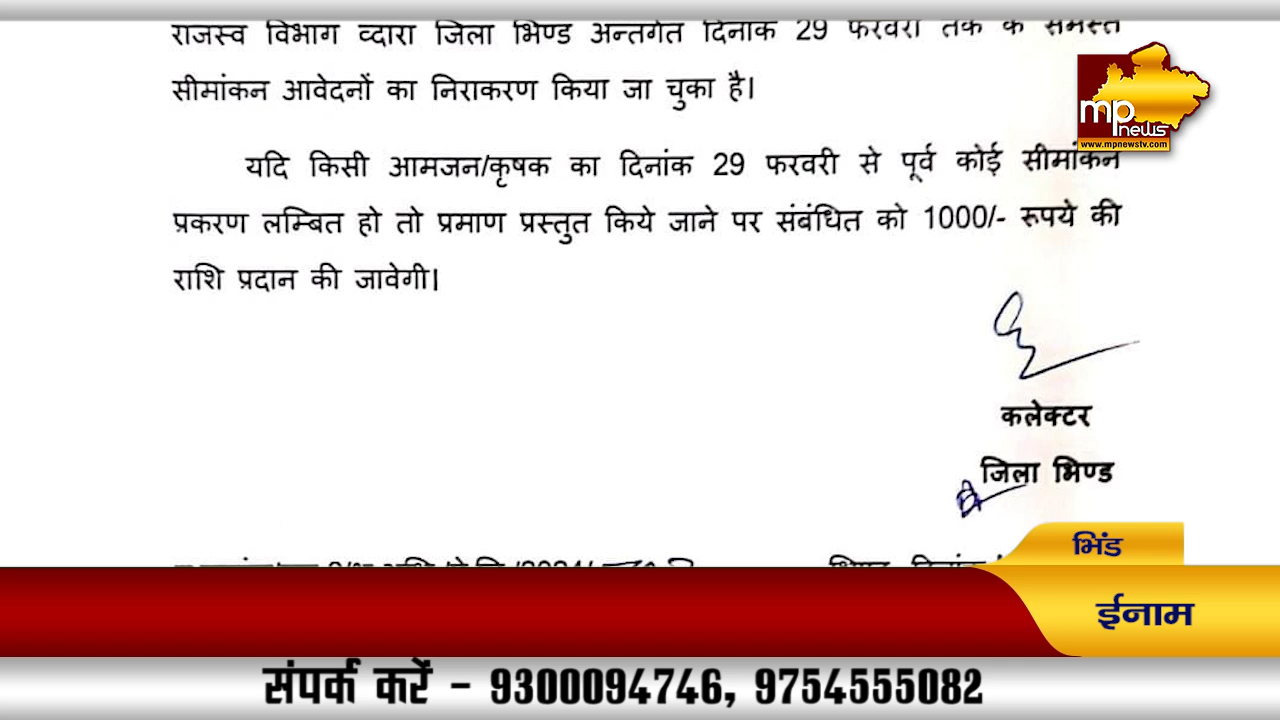 राजस्व विभाग व्दारा जिला भिण्ड अन्तर्गत दिनांक 29 फरवरी तक के समस्त
सीमांकन आवेदनों का निराकरण किया जा चुका है।
mp news
www.mpnewstv.com
यदि किसी आमजन/कृषक का दिनांक 29 फरवरी से पूर्व कोई सीमांकन
प्रकरण लम्बित हो तो प्रमाण प्रस्तुत किये जाने पर संबंधित को 1000/- रूपये की
राशि प्रदान की जावेगी।
कलेक्टर
जिला भिण्ड
भिंड
ईनाम
संपर्क करें - 9300094746, 9754555082